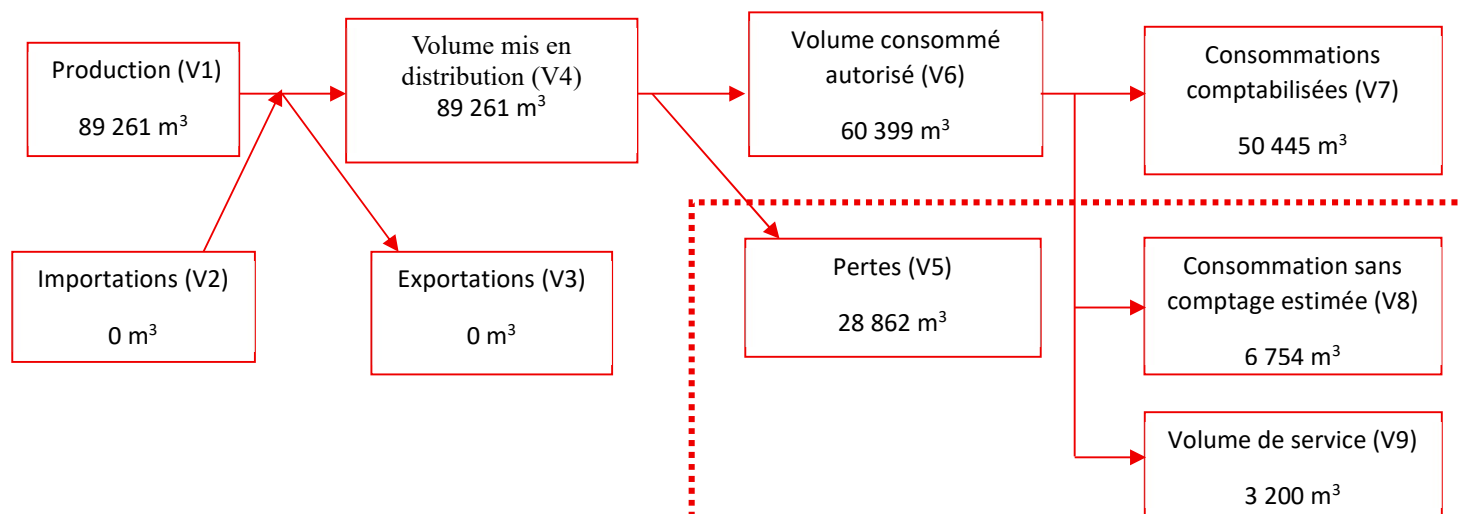 Production (V1)
89 261 m³
Volume mis en
distribution (V4)
89 261 m³
Volume consommé
autorisé (V6)
60 399 m³
Consommations
comptabilisées (V7)
50 445 m³
Importations (V2)
0 m³
Exportations (V3)
0 m³
Pertes (V5)
28 862 m³
Consommation sans
comptage estimée (V8)
6 754 m³
Volume de service (V9)
3 200 m³